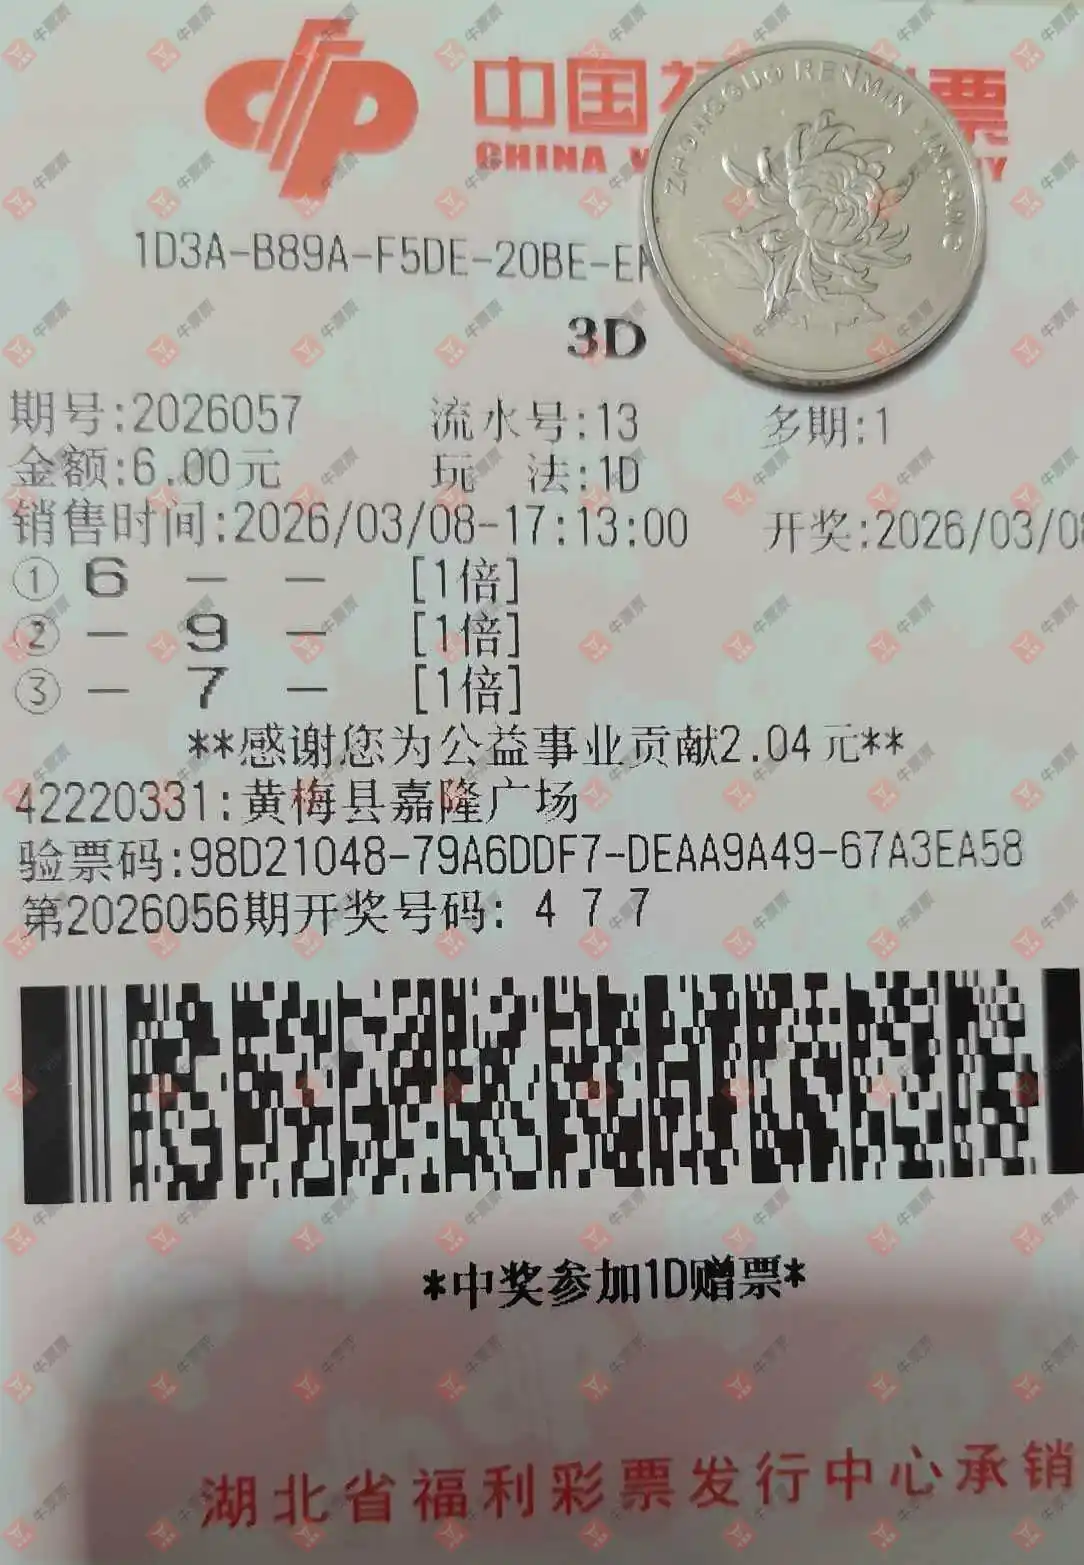 中国福 票
CHINA W Y
ZHONGGUO RENMIN YINHANG
1D3A-B89A-F5DE-20BE-E
3D
期号:2026057 流水号:13 多期:1
金额:6.00元 玩 法:1D
销售时间:2026/03/08-17:13:00 开奖:2026/03/08
① 6 - - [1倍]
② - 9 - [1倍]
③ - 7 - [1倍]
**感谢您为公益事业贡献2.04元**
42220331:黄梅县嘉隆广场
验票码:98D21048-79A6DDF7-DEAA9A49-67A3EA58
第2026056期开奖号码: 4 7 7
*中奖参加1D赠票*
湖北省福利彩票发行中心承销
牛票票